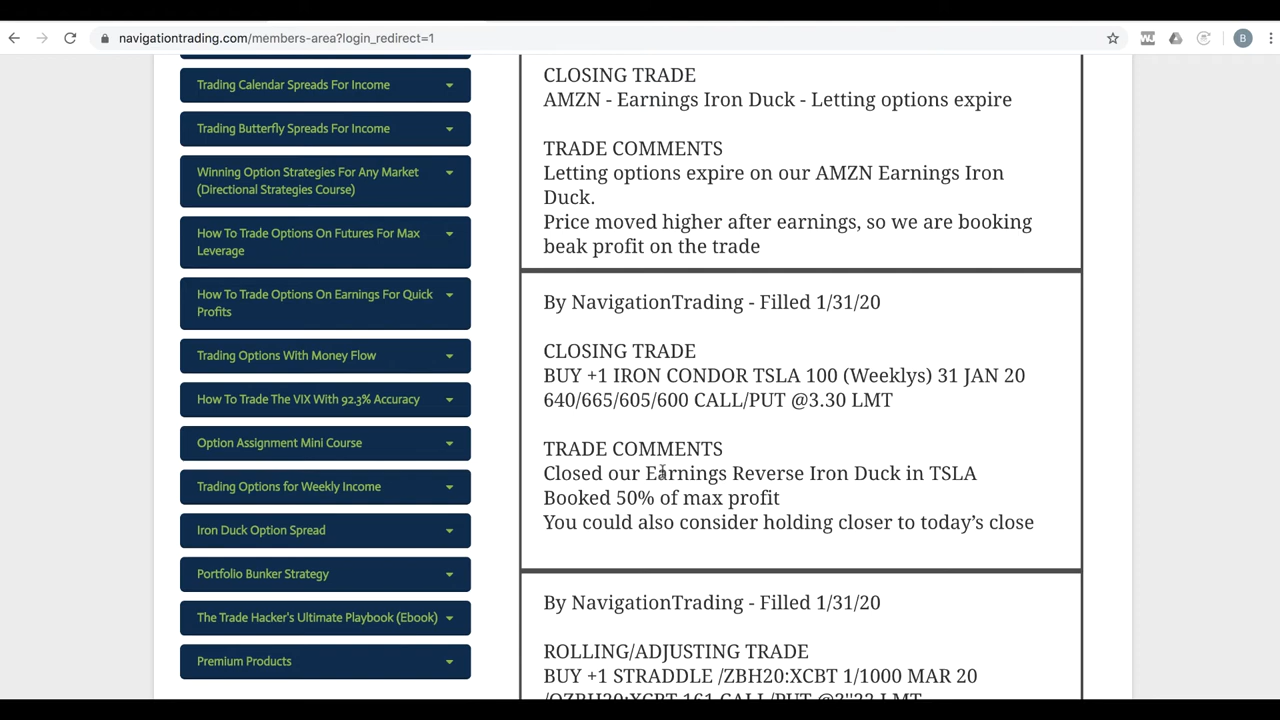 navigationtrading.com/members-area?login_redirect=1
B
Trading Calendar Spreads For Income
Trading Butterfly Spreads For Income
Winning Option Strategies For Any Market
(Directional Strategies Course)
How To Trade Options On Futures For Max
Leverage
How To Trade Options On Earnings For Quick
Profits
Trading Options With Money Flow
How To Trade The VIX With 92.3% Accuracy
Option Assignment Mini Course
Trading Options for Weekly Income
Iron Duck Option Spread
Portfolio Bunker Strategy
The Trade Hacker's Ultimate Playbook (Ebook)
Premium Products
CLOSING TRADE
AMZN - Earnings Iron Duck - Letting options expire
TRADE COMMENTS
Letting options expire on our AMZN Earnings Iron
Duck.
Price moved higher after earnings, so we are booking
beak profit on the trade
By NavigationTrading - Filled 1/31/20
CLOSING TRADE
BUY +1 IRON CONDOR TSLA 100 (Weeklys) 31 JAN 20
640/665/605/600 CALL/PUT @3.30 LMT
TRADE COMMENTS
Closed our Earnings Reverse Iron Duck in TSLA
Booked 50% of max profit
You could also consider holding closer to today’s close
By NavigationTrading - Filled 1/31/20
ROLLING/ADJUSTING TRADE
BUY +1 STRADDLE /ZBH20:XCBT 1/1000 MAR 20
/OZBH20:XCBT 161 CALL/PUT @3"22 LMT